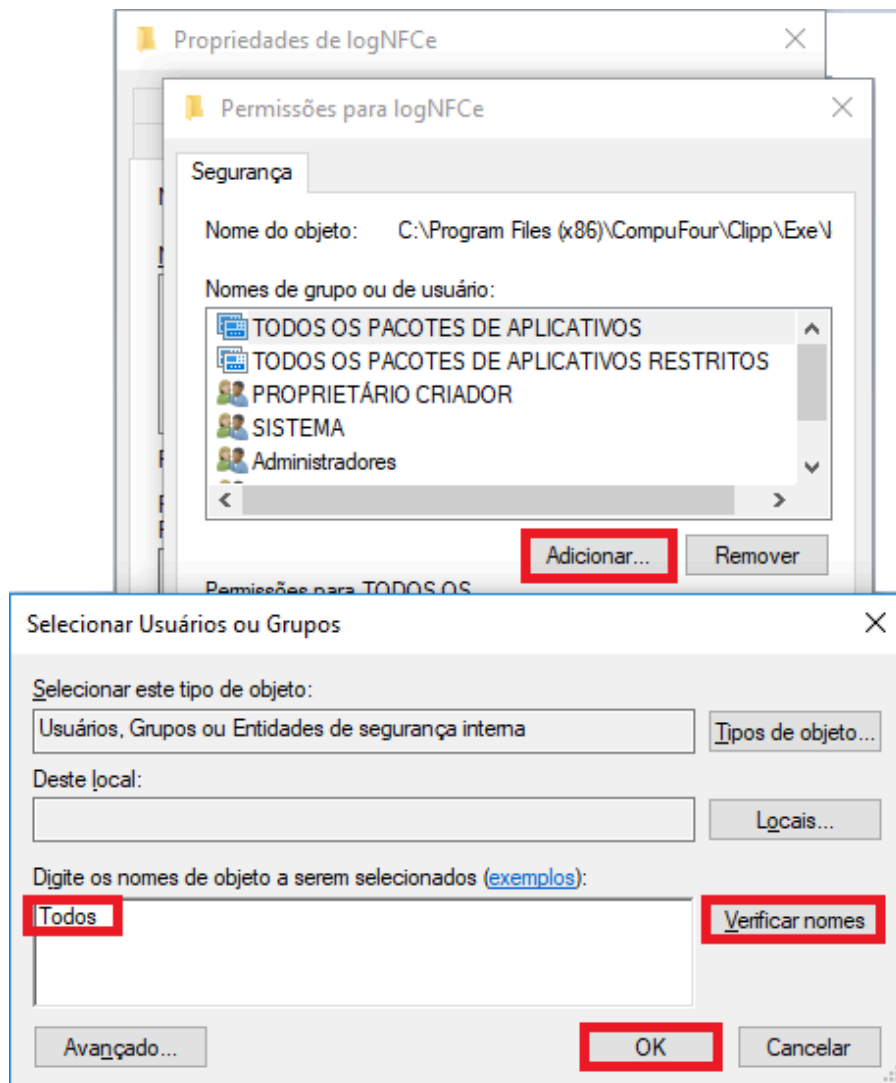 Propriedades de logNFCe
Permissões para logNFCe
Segurança
Nome do objeto: C:\Program Files (x86)\CompuFour\Clipp\Exe\
Nomes de grupo ou de usuário:
TODOS OS PACOTES DE APLICATIVOS
TODOS OS PACOTES DE APLICATIVOS RESTRITOS
PROPRIETÁRIO CRIADOR
SISTEMA
Administradores
Adicionar... Remover
Permissões para TODOS OS
Selecionar Usuários ou Grupos
Selecionar este tipo de objeto:
Usuários, Grupos ou Entidades de segurança interna Tipos de objeto...
Deste local:
Locais...
Digite os nomes de objeto a serem selecionados (exemplos):
Todos Verificar nomes
Avançado... OK Cancelar